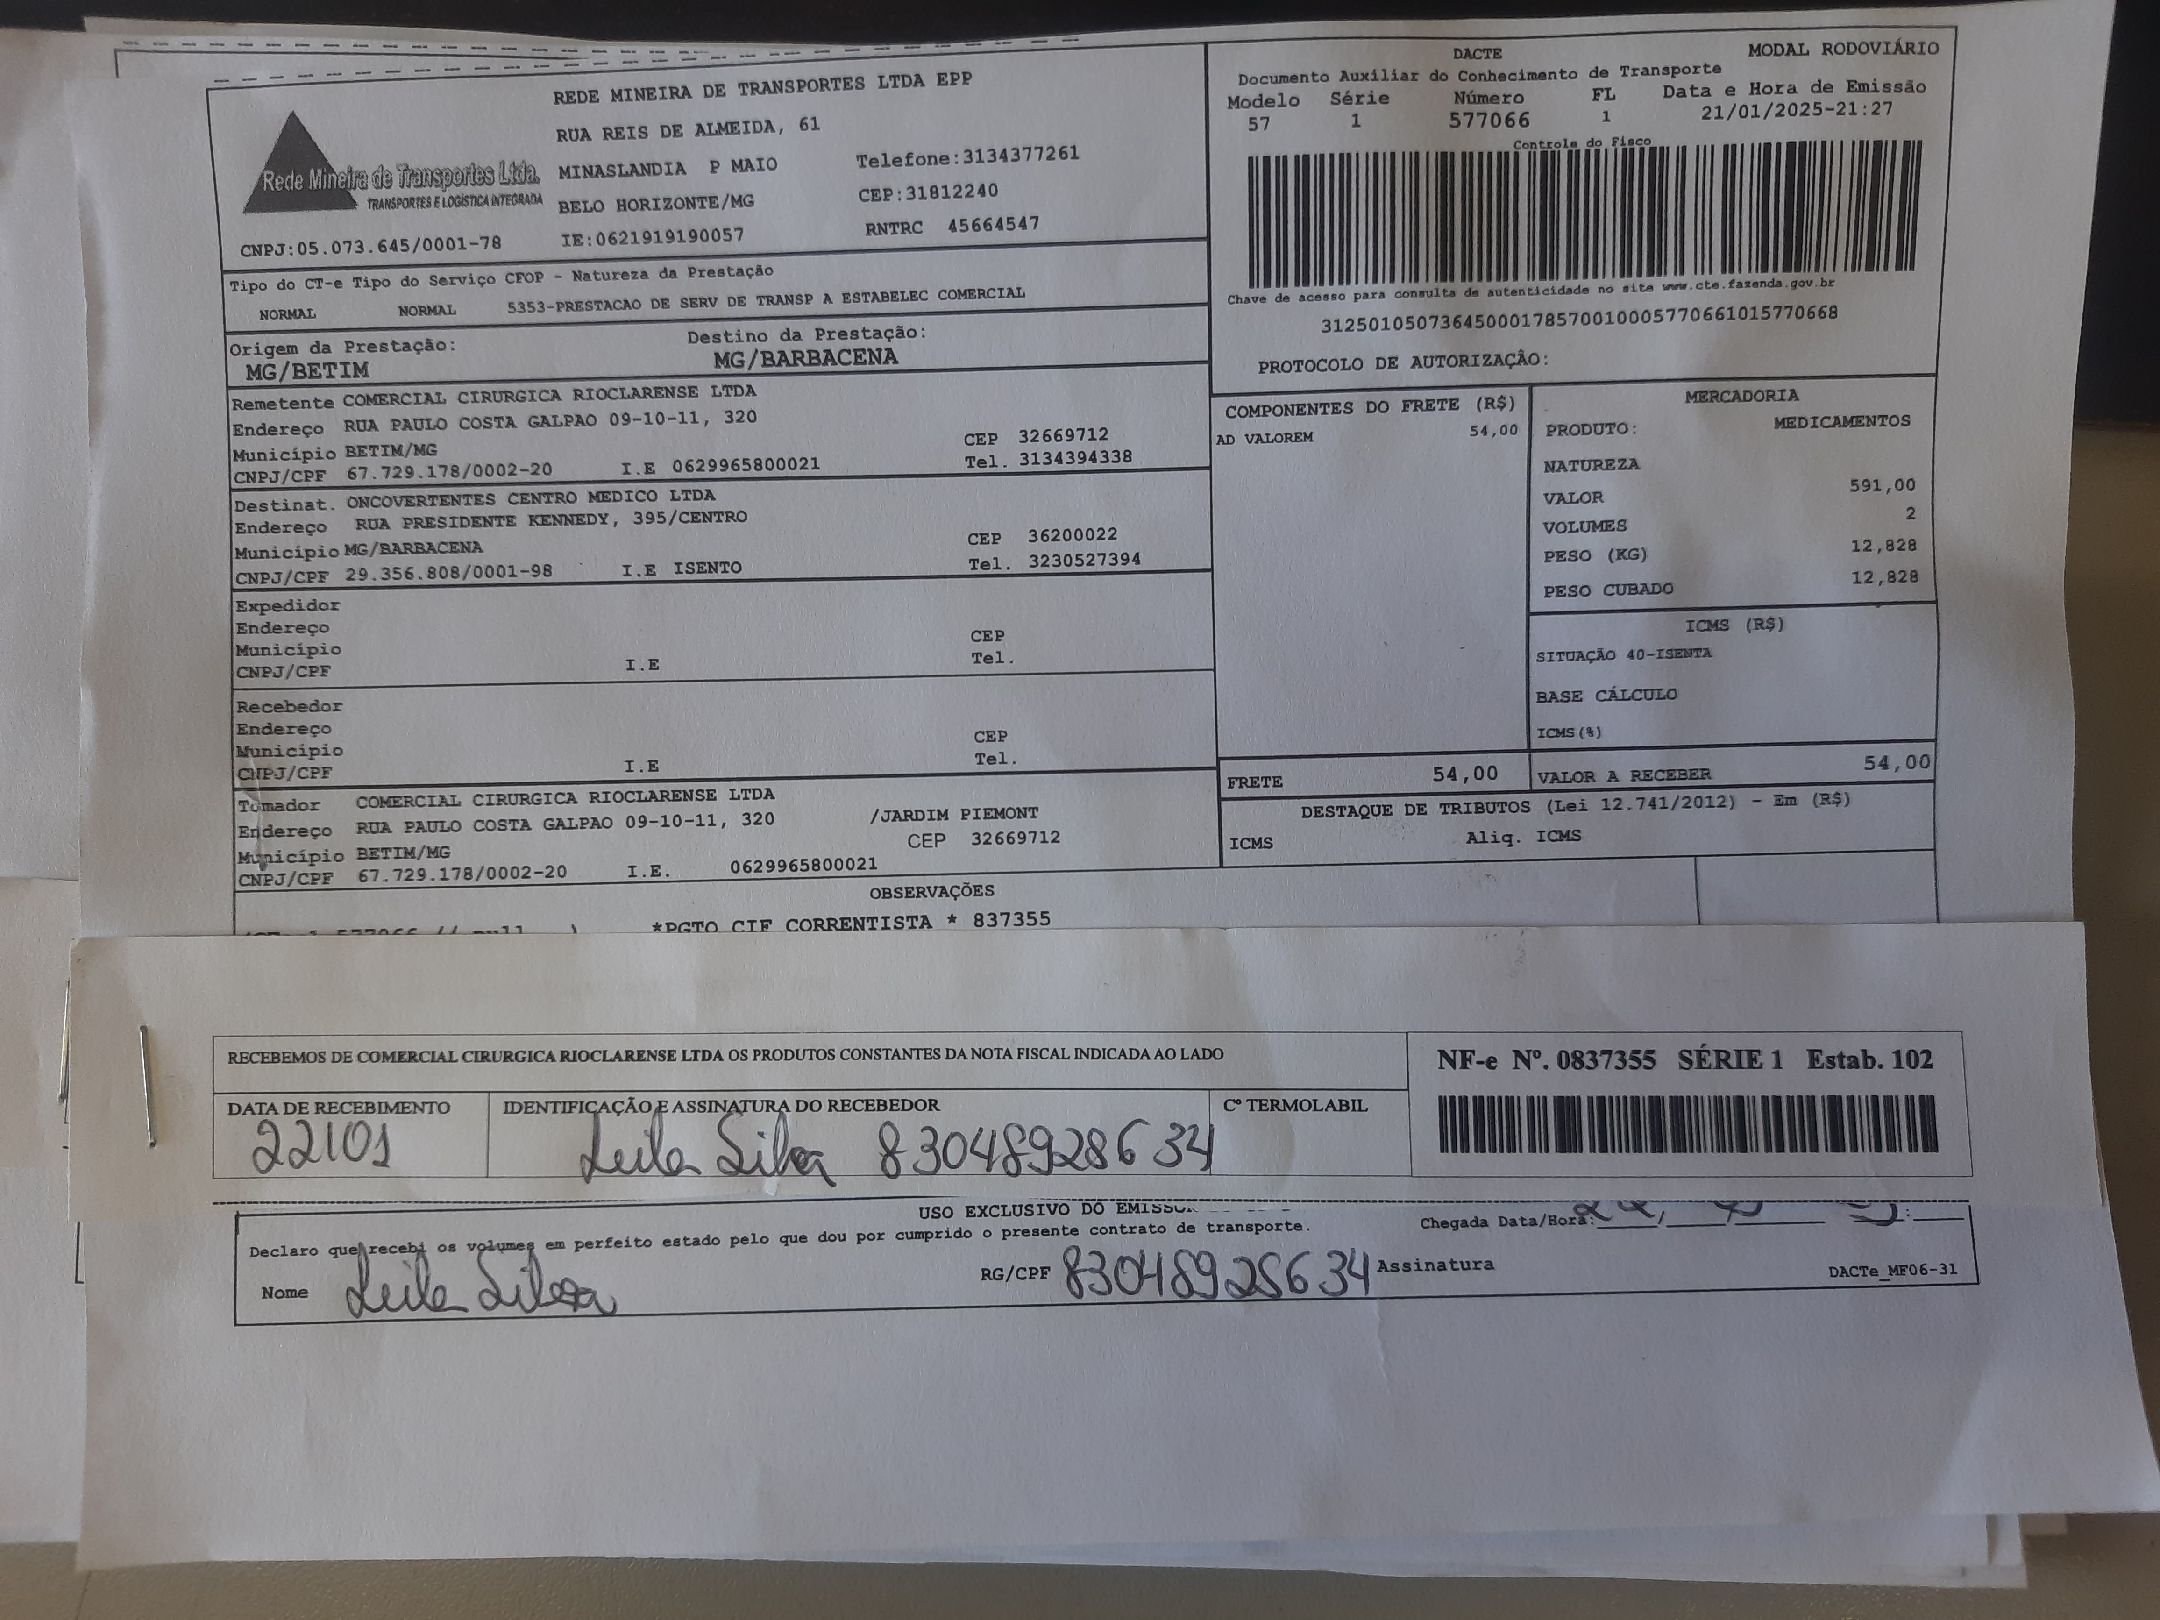 REDE MINEIRA DE TRANSPORTES LTDA EPP
RUA REIS DE ALMEIDA, 61
MINASLANDIA P MAIO Telefone:3134377261
BELO HORIZONTE/MG CEP:31812240
Rede Mineira de Transportes Ltda.
TRANSPORTES E LOGÍSTICA INTEGRADA
CNPJ:05.073.645/0001-78 IE:0621919190057 RNTRC 45664547
DACTE MODAL RODOVIÁRIO
Documento Auxiliar do Conhecimento de Transporte
Modelo Série Número FL Data e Hora de Emissão
57 1 577066 1 21/01/2025-21:27
Controle do Fisco
Chave de acesso para consulta de autenticidade no site www.cte.fazenda.gov.br
31250105073645000178570010005770661015770668
PROTOCOLO DE AUTORIZAÇÃO:
Tipo do CT-e Tipo do Serviço CFOP - Natureza da Prestação
NORMAL NORMAL 5353-PRESTACAO DE SERV DE TRANSP A ESTABELEC COMERCIAL
Origem da Prestação: Destino da Prestação:
MG/BETIM MG/BARBACENA
Remetente COMERCIAL CIRURGICA RIOCLARENSE LTDA
Endereço RUA PAULO COSTA GALPAO 09-10-11, 320
Município BETIM/MG CEP 32669712
CNPJ/CPF 67.729.178/0002-20 I.E 0629965800021 Tel. 3134394338
Destinat. ONCOVERTENTES CENTRO MEDICO LTDA
Endereço RUA PRESIDENTE KENNEDY, 395/CENTRO
Município MG/BARBACENA CEP 36200022
CNPJ/CPF 29.356.808/0001-98 I.E ISENTO Tel. 3230527394
Expedidor
Endereço
Município CEP
CNPJ/CPF I.E Tel.
Recebedor
Endereço
Município CEP
CNPJ/CPF I.E Tel.
Tomador COMERCIAL CIRURGICA RIOCLARENSE LTDA
Endereço RUA PAULO COSTA GALPAO 09-10-11, 320 /JARDIM PIEMONT
Município BETIM/MG CEP 32669712
CNPJ/CPF 67.729.178/0002-20 I.E. 0629965800021
COMPONENTES DO FRETE (R$)
AD VALOREM 54,00
FRETE 54,00
MERCADORIA
PRODUTO: MEDICAMENTOS
NATUREZA
VALOR 591,00
VOLUMES 2
PESO (KG) 12,828
PESO CUBADO 12,828
ICMS (R$)
SITUAÇÃO 40-ISENTA
BASE CÁLCULO
ICMS(%)
VALOR A RECEBER 54,00
DESTAQUE DE TRIBUTOS (Lei 12.741/2012) - Em (R$)
ICMS Aliq. ICMS
OBSERVAÇÕES
*PGTO CIF CORRENTISTA * 837355
RECEBEMOS DE COMERCIAL CIRURGICA RIOCLARENSE LTDA OS PRODUTOS CONSTANTES DA NOTA FISCAL INDICADA AO LADO
NF-e Nº. 0837355 SÉRIE 1 Estab. 102
DATA DE RECEBIMENTO IDENTIFICAÇÃO E ASSINATURA DO RECEBEDOR Cº TERMOLABIL
22101 Leila Silva 83048928634
USO EXCLUSIVO DO EMISSOR
Declaro que recebi os volumes em perfeito estado pelo que dou por cumprido o presente contrato de transporte. Chegada Data/Hora:
Nome Leila Silva RG/CPF 83048928634 Assinatura DACTe_MF06-31